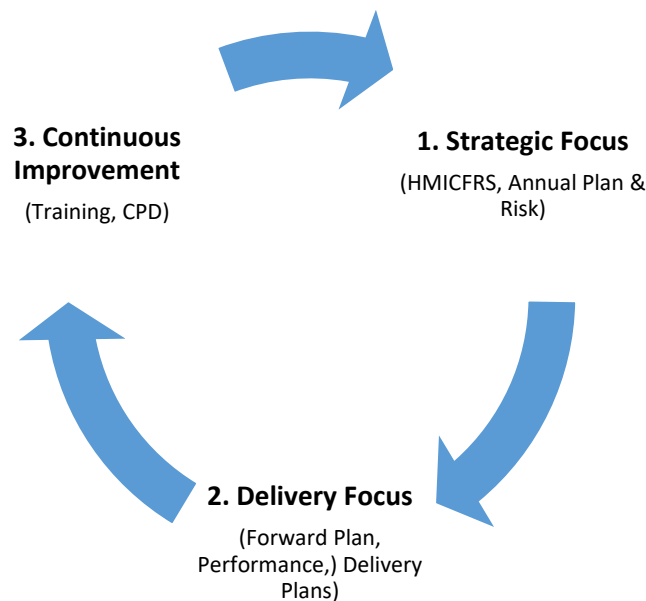 1. Strategic Focus
(HMICFRS, Annual Plan &
Risk)
2. Delivery Focus
(Forward Plan,
Performance,) Delivery
Plans)
3. Continuous
Improvement
(Training, CPD)